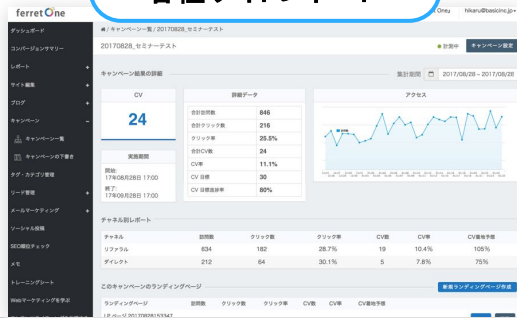 ferret One
One♪ hikaru@basicinc.jp
ダッシュボード
コンバージョンサマリー
レポート +
サイト編集 +
ブログ +
キャンペーン −
キャンペーン一覧
キャンペーンの下書き
タグ・カテゴリ管理
リード管理 +
メールマーケティング +
ソーシャル投稿
SEO順位チェック
メモ
トレーニングシート
Webマーケティングを学ぶ
/ キャンペーン一覧 / 20170828_セミナーテスト
20170828_セミナーテスト
計測中 キャンペーン設定
キャンペーン結果の詳細
集計期間 2017/08/28 - 2017/08/28
CV
24
実施期間
開始:
17年08月28日 17:00
終了:
17年09月28日 17:00
詳細データ
合計訪問数 846
合計クリック数 216
クリック率 25.5%
合計CV数 24
CV率 11.1%
CV 目標 30
CV 目標達成率 80%
アクセス
チャネル別レポート
チャネル 訪問数 クリック数 クリック率 CV数 CV率 CV着地予想
リファラル 634 182 28.7% 19 10.4% 105%
ダイレクト 212 64 30.1% 5 7.8% 75%
このキャンペーンのランディングページ
新規ランディングページ作成
ランディングページ 訪問数 クリック数 クリック率 CV数 CV率 CV着地予想
LP ページ 20170828153347